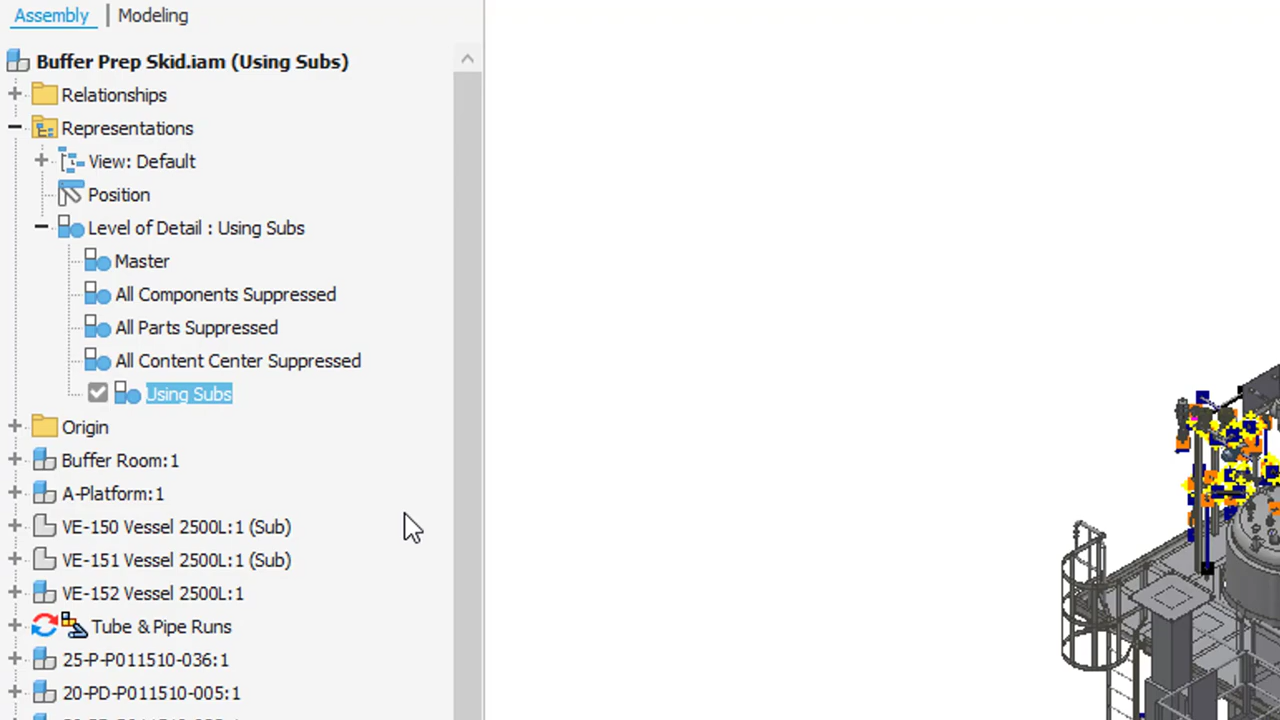 Assembly | Modeling
Buffer Prep Skid.iam (Using Subs)
Relationships
Representations
View: Default
Position
Level of Detail : Using Subs
Master
All Components Suppressed
All Parts Suppressed
All Content Center Suppressed
Using Subs
Origin
Buffer Room:1
A-Platform:1
VE-150 Vessel 2500L:1 (Sub)
VE-151 Vessel 2500L:1 (Sub)
VE-152 Vessel 2500L:1
Tube & Pipe Runs
25-P-P011510-036:1
20-PD-P011510-005:1